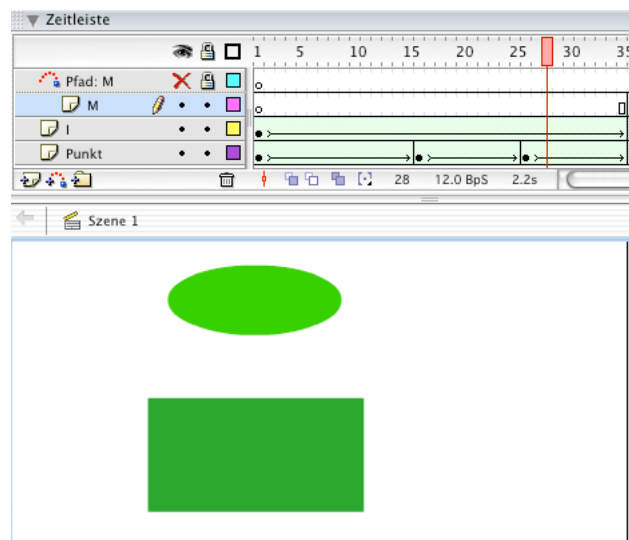 Zeitleiste
1 5 10 15 20 25 30 35
Pfad: M
M
I
Punkt
28 12.0 BpS 2.2s
Szene 1